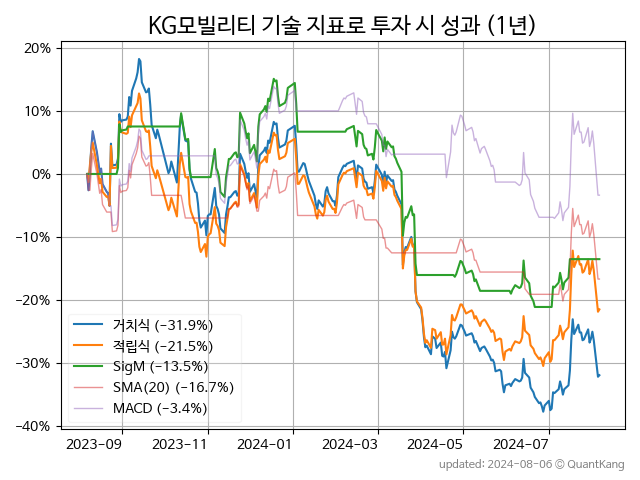 KG모빌리티 기술 지표로 투자 시 성과 (1년)
20%
10%
0%
−10%
−20%
−30%
−40%
거치식 (−31.9%)
적립식 (−21.5%)
SigM (−13.5%)
SMA(20) (−16.7%)
MACD (−3.4%)
2023-09
2023-11
2024-01
2024-03
2024-05
2024-07
updated: 2024-08-06 © QuantKang